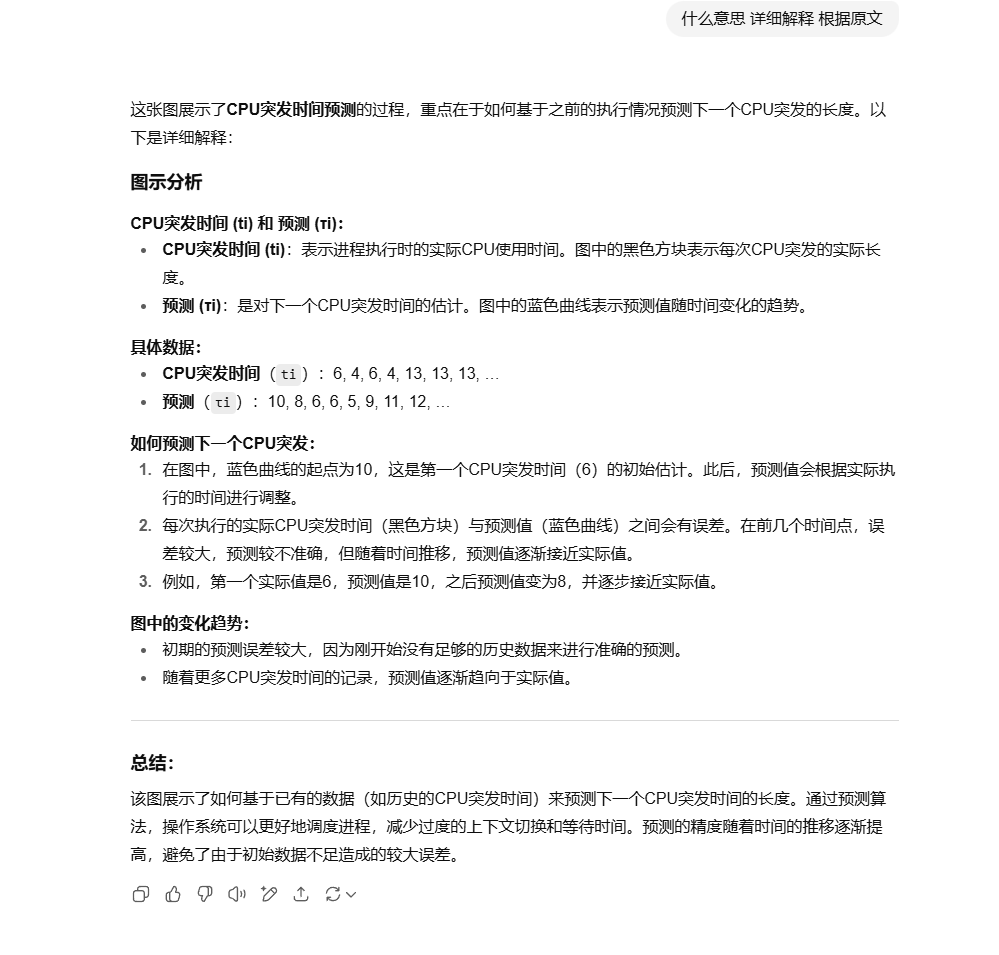 什么意思 详细解释 根据原文
这张图展示了CPU突发时间预测的过程，重点在于如何基于之前的执行情况预测下一个CPU突发的长度。以
下是详细解释：
图示分析
CPU突发时间 (ti) 和 预测 (τi)：
• CPU突发时间 (ti)：表示进程执行时的实际CPU使用时间。图中的黑色方块表示每次CPU突发的实际长
度。
• 预测 (τi)：是对下一个CPU突发时间的估计。图中的蓝色曲线表示预测值随时间变化的趋势。
具体数据：
• CPU突发时间（ti）：6, 4, 6, 4, 13, 13, 13, …
• 预测（τi）：10, 8, 6, 6, 5, 9, 11, 12, …
如何预测下一个CPU突发：
1. 在图中，蓝色曲线的起点为10，这是第一个CPU突发时间（6）的初始估计。此后，预测值会根据实际执
行的时间进行调整。
2. 每次执行的实际CPU突发时间（黑色方块）与预测值（蓝色曲线）之间会有误差。在前几个时间点，误
差较大，预测较不准确，但随着时间推移，预测值逐渐接近实际值。
3. 例如，第一个实际值是6，预测值是10，之后预测值变为8，并逐步接近实际值。
图中的变化趋势：
• 初期的预测误差较大，因为刚开始没有足够的历史数据来进行准确的预测。
• 随着更多CPU突发时间的记录，预测值逐渐趋向于实际值。
总结：
该图展示了如何基于已有的数据（如历史的CPU突发时间）来预测下一个CPU突发时间的长度。通过预测算
法，操作系统可以更好地调度进程，减少过度的上下文切换和等待时间。预测的精度随着时间的推移逐渐提
高，避免了由于初始数据不足造成的较大误差。